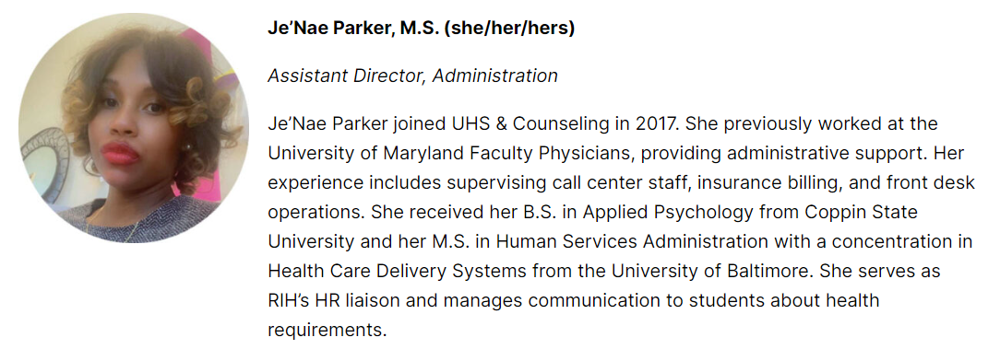 Je’Nae Parker, M.S. (she/her/hers)
Assistant Director, Administration
Je’Nae Parker joined UHS & Counseling in 2017. She previously worked at the
University of Maryland Faculty Physicians, providing administrative support. Her
experience includes supervising call center staff, insurance billing, and front desk
operations. She received her B.S. in Applied Psychology from Coppin State
University and her M.S. in Human Services Administration with a concentration in
Health Care Delivery Systems from the University of Baltimore. She serves as
RIH’s HR liaison and manages communication to students about health
requirements.